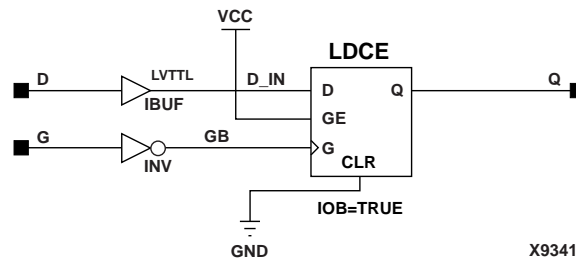 VCC
LDCE
D
LVTTL
D_IN
D
Q
Q
IBUF
GE
G
GB
G
INV
CLR
IOB=TRUE
GND
X9341